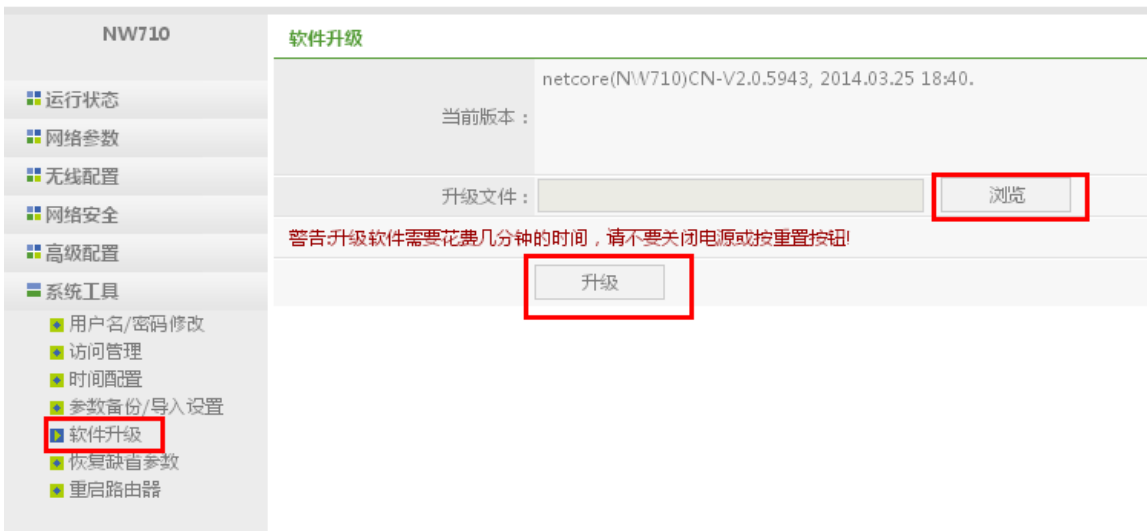 NW710
运行状态
网络参数
无线配置
网络安全
高级配置
系统工具
用户名/密码修改
访问管理
时间配置
参数备份/导入设置
软件升级
恢复缺省参数
重启路由器
软件升级
当前版本：
netcore(NW710)CN-V2.0.5943, 2014.03.25 18:40.
升级文件：
浏览
警告:升级软件需要花费几分钟的时间，请不要关闭电源或按重置按钮!
升级